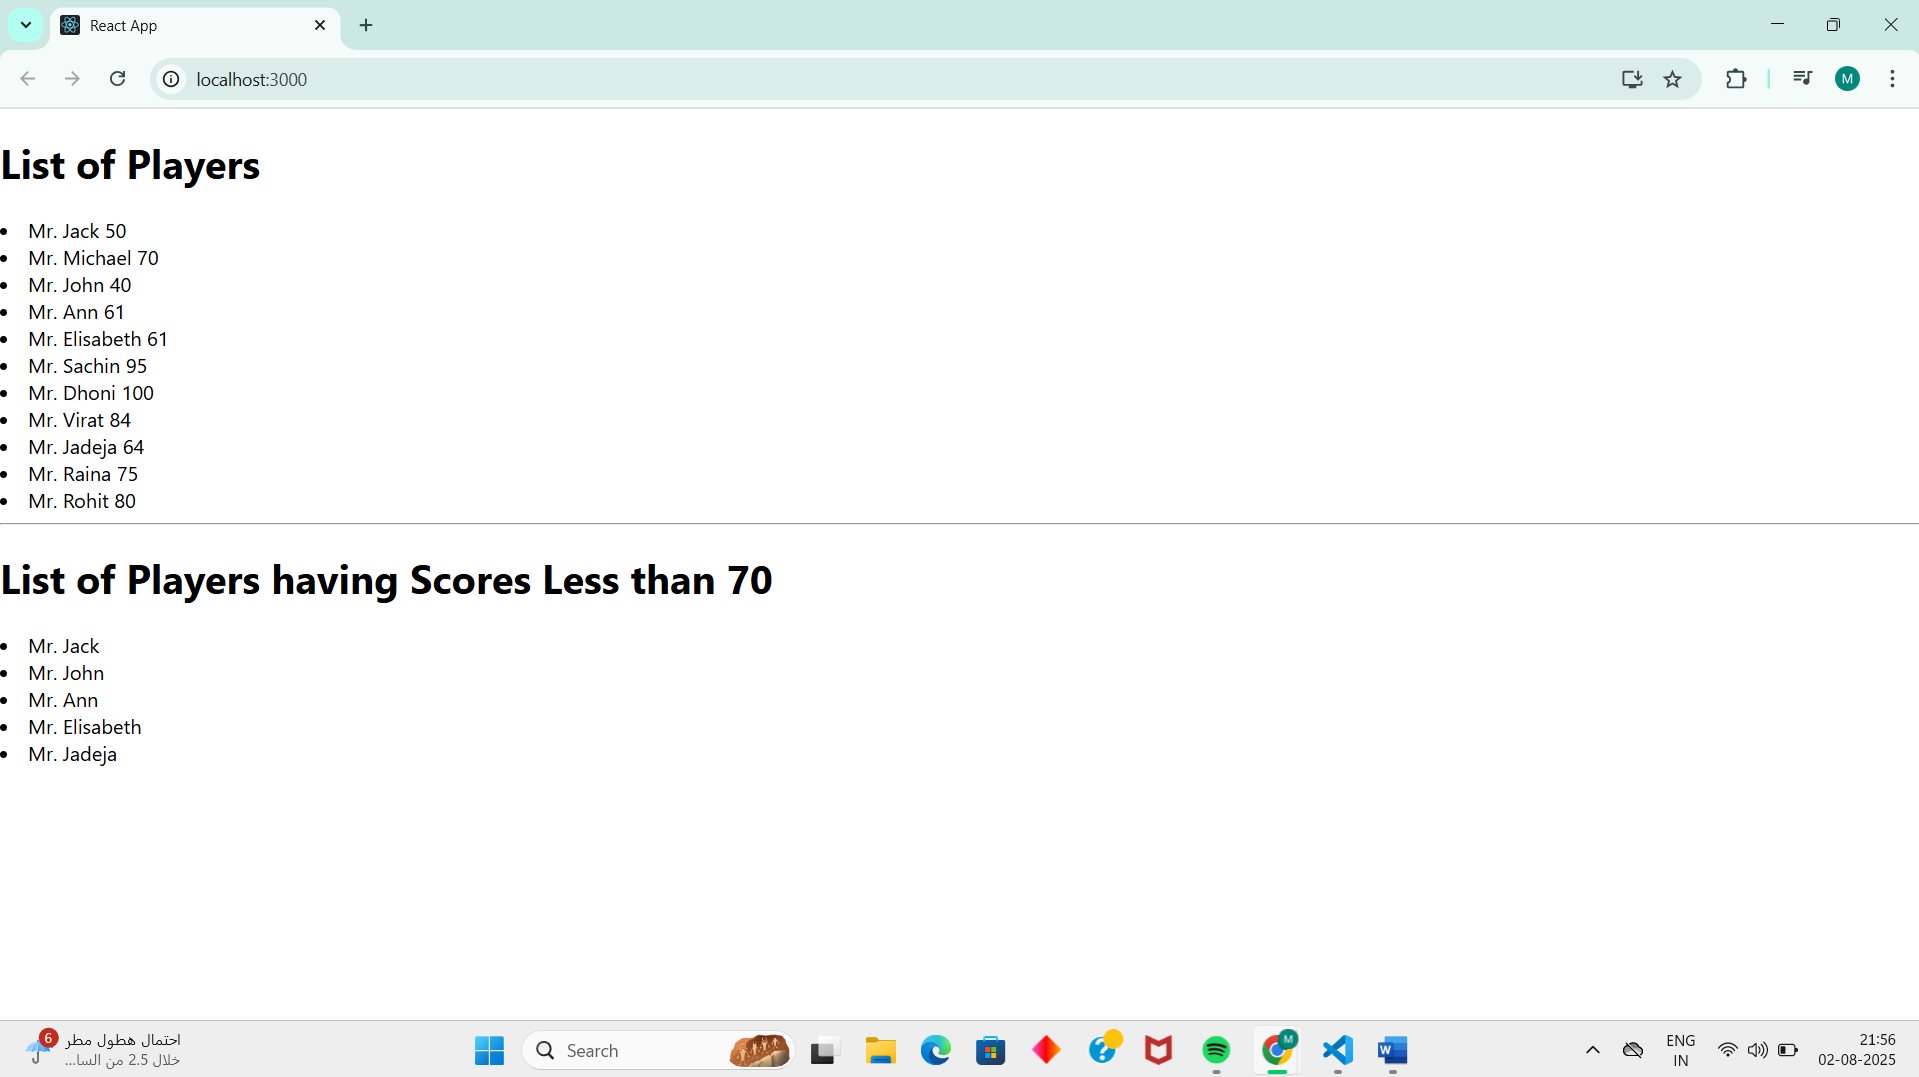 React App
localhost:3000
M
List of Players
Mr. Jack 50
Mr. Michael 70
Mr. John 40
Mr. Ann 61
Mr. Elisabeth 61
Mr. Sachin 95
Mr. Dhoni 100
Mr. Virat 84
Mr. Jadeja 64
Mr. Raina 75
Mr. Rohit 80
List of Players having Scores Less than 70
Mr. Jack
Mr. John
Mr. Ann
Mr. Elisabeth
Mr. Jadeja
6
احتمال هطول مطر
خلال 2.5 من السا...
Search
M
W
ENG
IN
21:56
02-08-2025